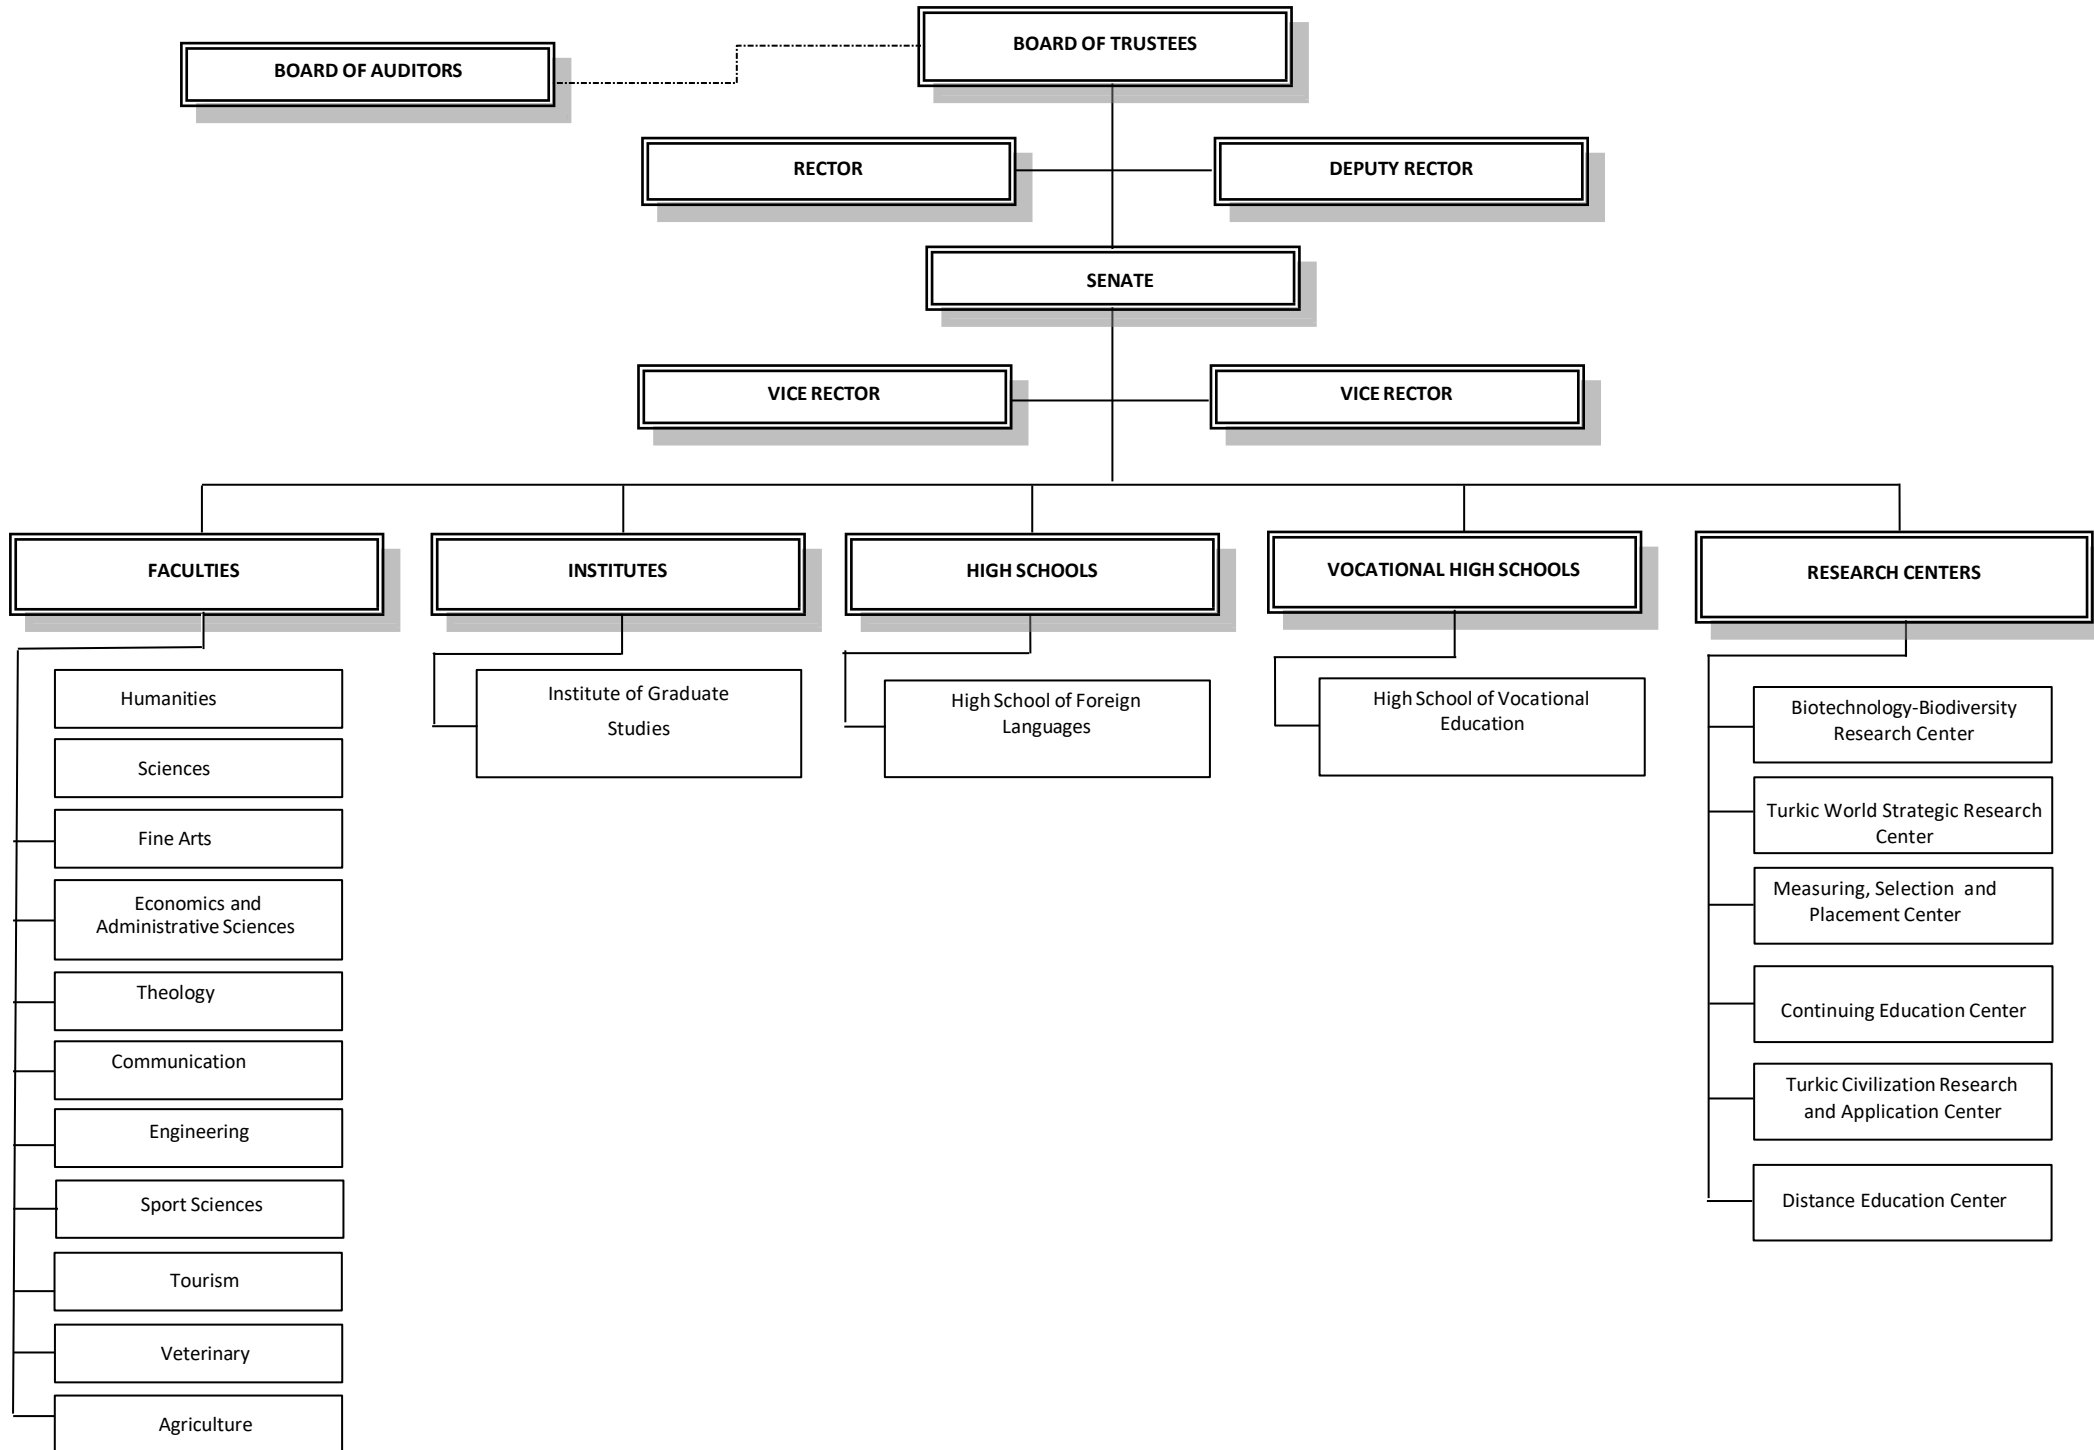 BOARD OF TRUSTEES
BOARD OF AUDITORS
RECTOR
DEPUTY RECTOR
SENATE
VICE RECTOR
VICE RECTOR
FACULTIES
INSTITUTES
HIGH SCHOOLS
VOCATIONAL HIGH SCHOOLS
RESEARCH CENTERS
Humanities
Sciences
Fine Arts
Economics and
Administrative Sciences
Theology
Communication
Engineering
Sport Sciences
Tourism
Veterinary
Agriculture
Institute of Graduate
Studies
High School of Foreign
Languages
High School of Vocational
Education
Biotechnology-Biodiversity
Research Center
Turkic World Strategic Research
Center
Measuring, Selection and
Placement Center
Continuing Education Center
Turkic Civilization Research
and Application Center
Distance Education Center